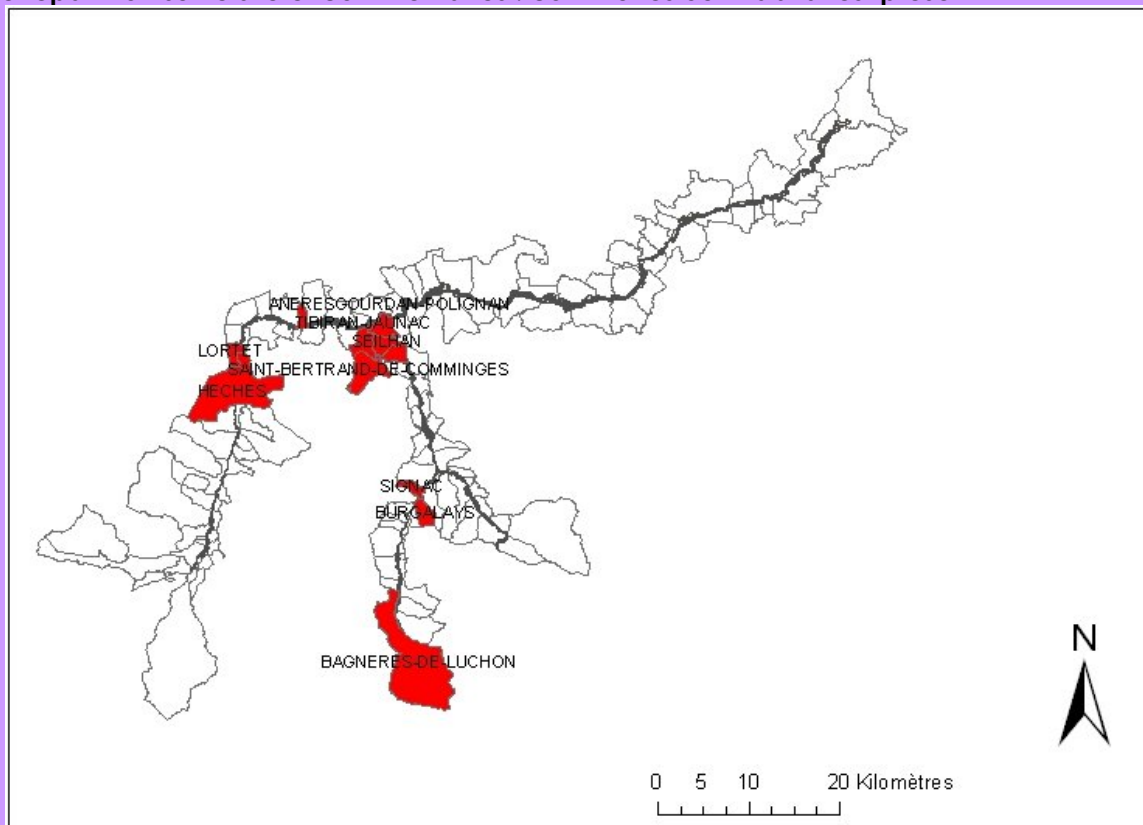 ANERES GOURDAN-POLIGNAN
TIBIRAN-JAUNAC
SEILHAN
LORTET
SAINT-BERTRAND-DE-COMMINGES
HECHES
SIGNAC
BURGALAYS
BAGNERES-DE-LUCHON
N
0 5 10 20 Kilomètres